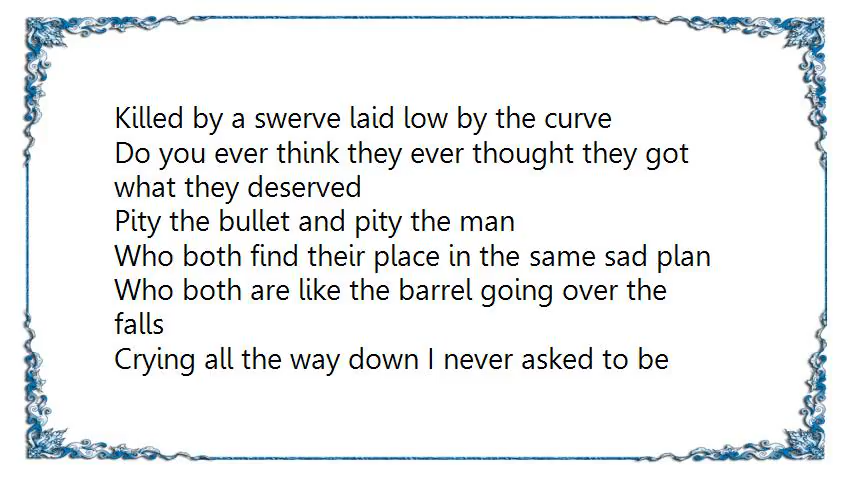 Killed by a swerve laid low by the curve
Do you ever think they ever thought they got
what they deserved
Pity the bullet and pity the man
Who both find their place in the same sad plan
Who both are like the barrel going over the
falls
Crying all the way down I never asked to be